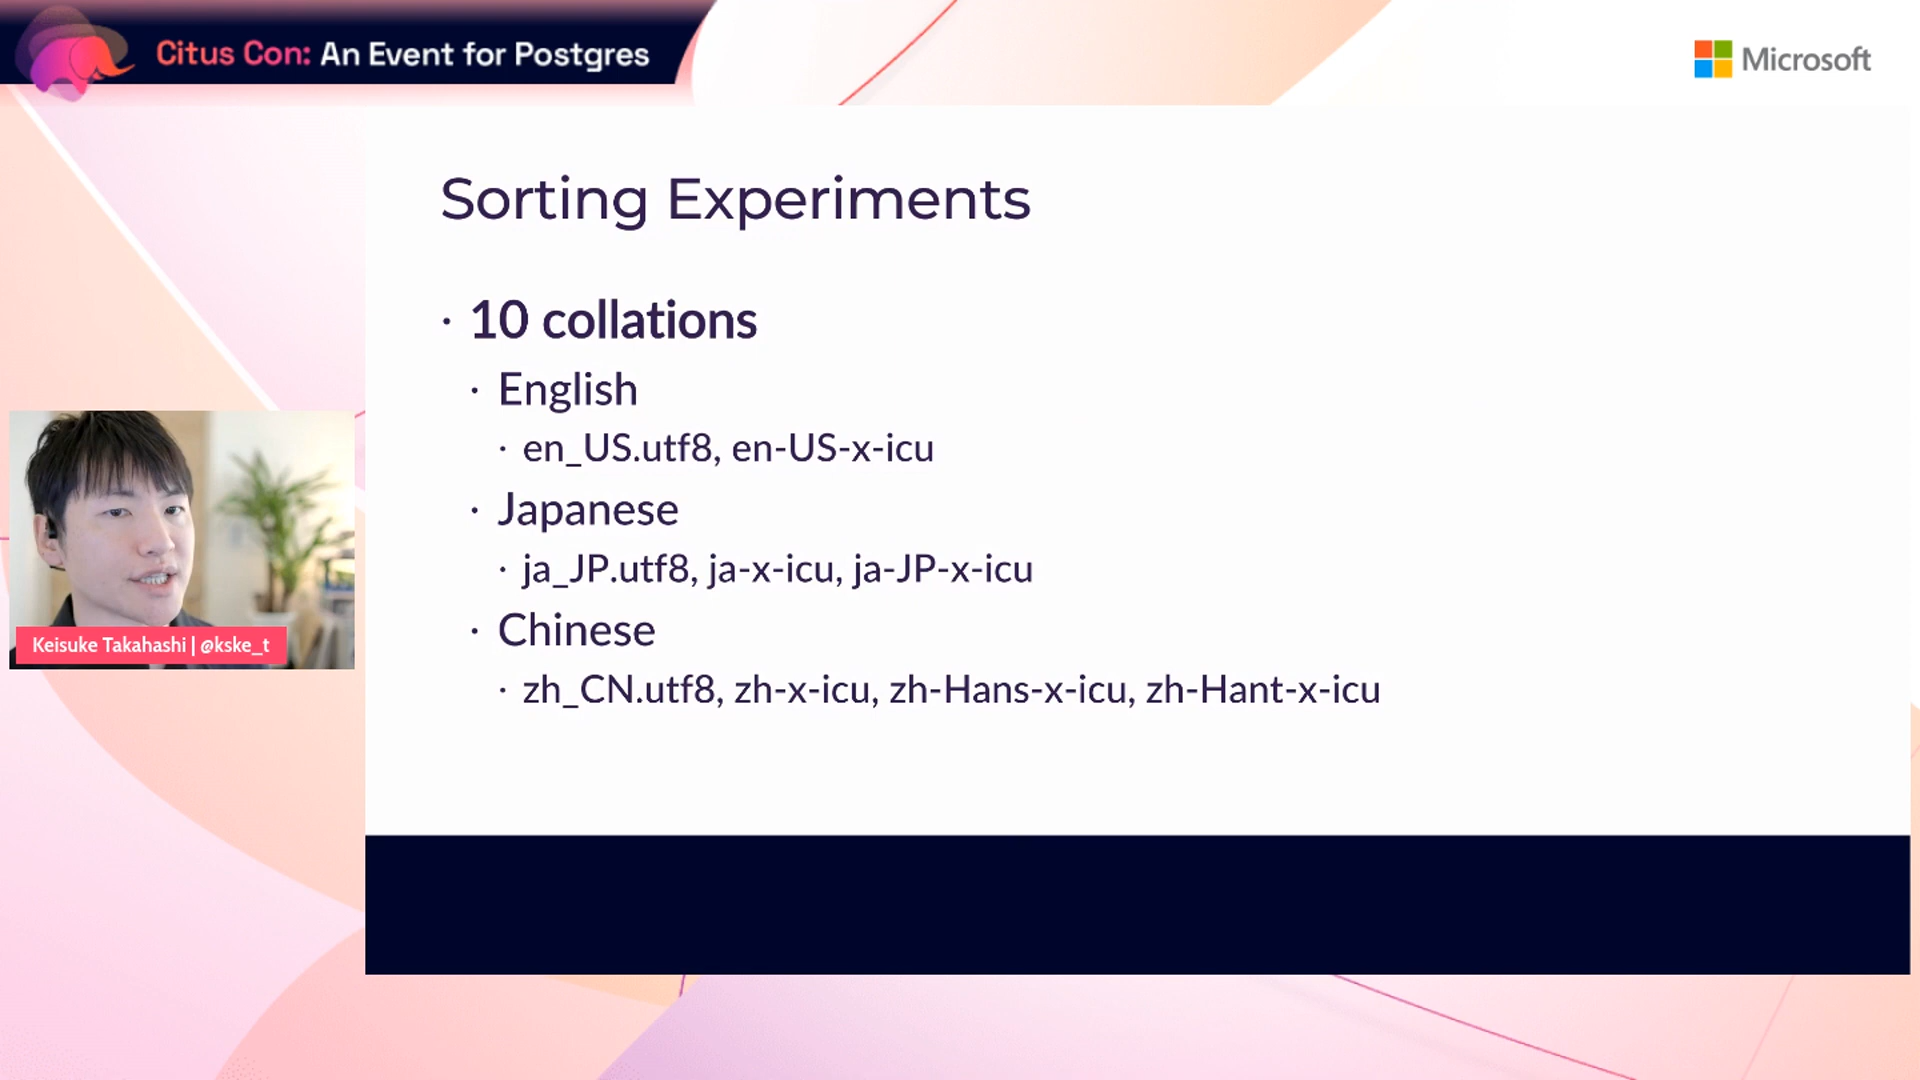 Citus Con: An Event for Postgres
Microsoft
Sorting Experiments
· 10 collations
· English
· en_US.utf8, en-US-x-icu
· Japanese
· ja_JP.utf8, ja-x-icu, ja-JP-x-icu
· Chinese
· zh_CN.utf8, zh-x-icu, zh-Hans-x-icu, zh-Hant-x-icu
Keisuke Takahashi | @kske_t